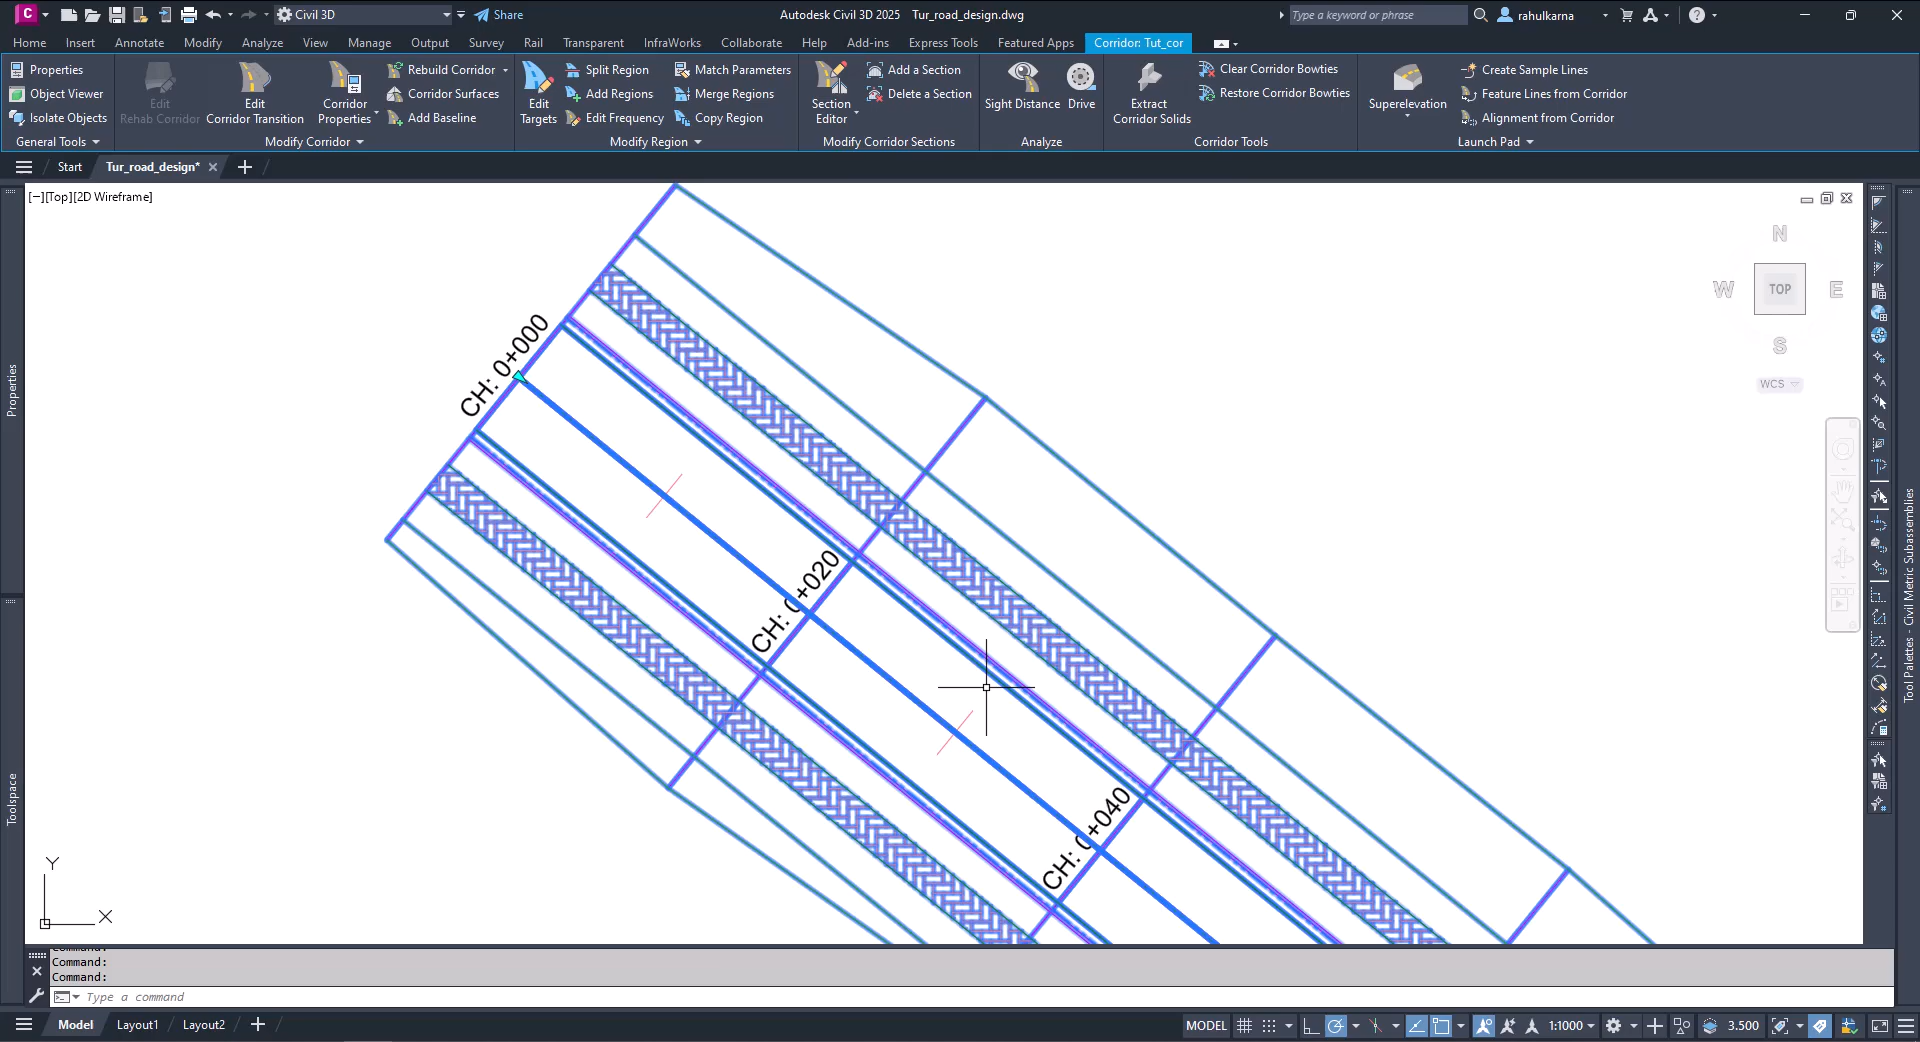 C
Civil 3D
Share
Autodesk Civil 3D 2025 Tur_road_design.dwg
Type a keyword or phrase
rahulkarna
?
Home Insert Annotate Modify Analyze View Manage Output Survey Rail Transparent InfraWorks Collaborate Help Add-ins Express Tools Featured Apps Corridor: Tut_cor
Properties
Object Viewer
Isolate Objects
General Tools
Edit
Rehab Corridor
Edit
Corridor Transition
Corridor
Properties
Rebuild Corridor
Corridor Surfaces
Add Baseline
Modify Corridor
Edit
Targets
Split Region
Add Regions
Edit Frequency
Match Parameters
Merge Regions
Copy Region
Modify Region
Section
Editor
Add a Section
Delete a Section
Modify Corridor Sections
Sight Distance
Drive
Analyze
Extract
Corridor Solids
Clear Corridor Bowties
Restore Corridor Bowties
Corridor Tools
Superelevation
Create Sample Lines
Feature Lines from Corridor
Alignment from Corridor
Launch Pad
Start
Tur_road_design*
[−][Top][2D Wireframe]
Properties
Toolspace
CH: 0+000
CH: 0+020
CH: 0+040
N
W
TOP
E
S
WCS
Tool Palettes - Civil Metric Subassemblies
Y
X
Command:
Command:
Command:
Type a command
Model Layout1 Layout2
MODEL
1:1000
3.500